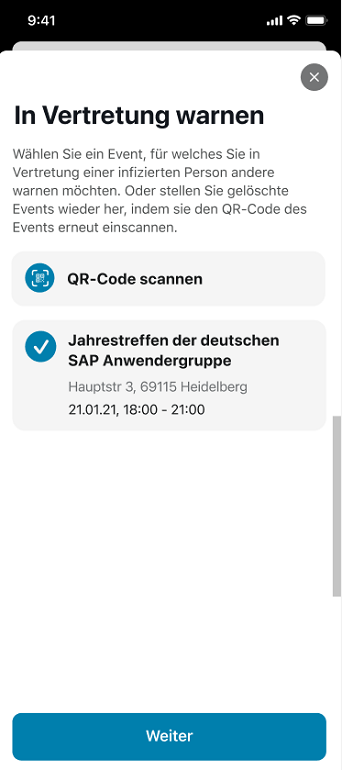 9:41
In Vertretung warnen
Wählen Sie ein Event, für welches Sie in
Vertretung einer infizierten Person andere
warnen möchten. Oder stellen Sie gelöschte
Events wieder her, indem sie den QR-Code des
Events erneut einscannen.
QR-Code scannen
Jahrestreffen der deutschen
SAP Anwendergruppe
Hauptstr 3, 69115 Heidelberg
21.01.21, 18:00 - 21:00
Weiter